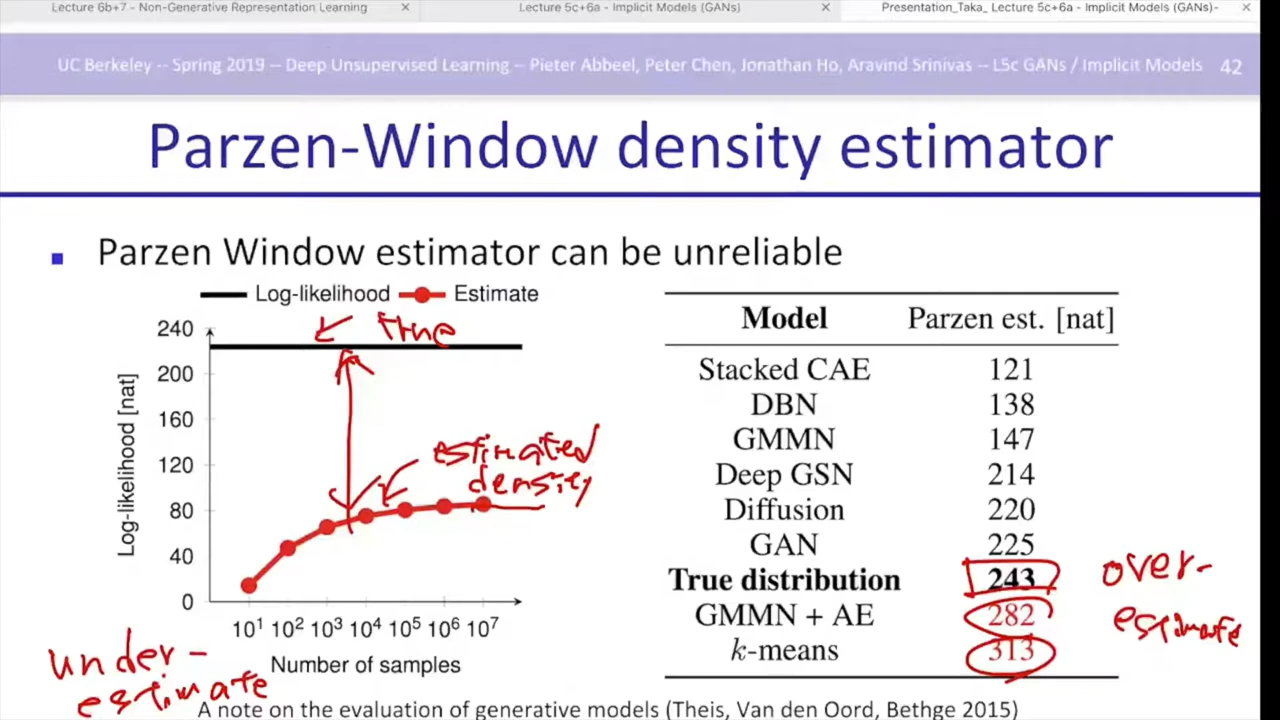 Lecture 6b+7 - Non-Generative Representation Learning
Lecture 5c+6a - Implicit Models (GANs)
Presentation_Taka_ Lecture 5c+6a - Implicit Models (GANs)-
UC Berkeley -- Spring 2019 -- Deep Unsupervised Learning -- Pieter Abbeel, Peter Chen, Jonathan Ho, Aravind Srinivas -- L5c GANs / Implicit Models 42
Parzen-Window density estimator
Parzen Window estimator can be unreliable
Log-likelihood Estimate
true
240
200
160
120
80
40
0
Log-likelihood [nat]
estimated
density
10¹ 10² 10³ 10⁴ 10⁵ 10⁶ 10⁷
Number of samples
under-
estimate
Model Parzen est. [nat]
Stacked CAE 121
DBN 138
GMMN 147
Deep GSN 214
Diffusion 220
GAN 225
True distribution 243
GMMN + AE 282
k-means 313
over-
estimate
A note on the evaluation of generative models (Theis, Van den Oord, Bethge 2015)